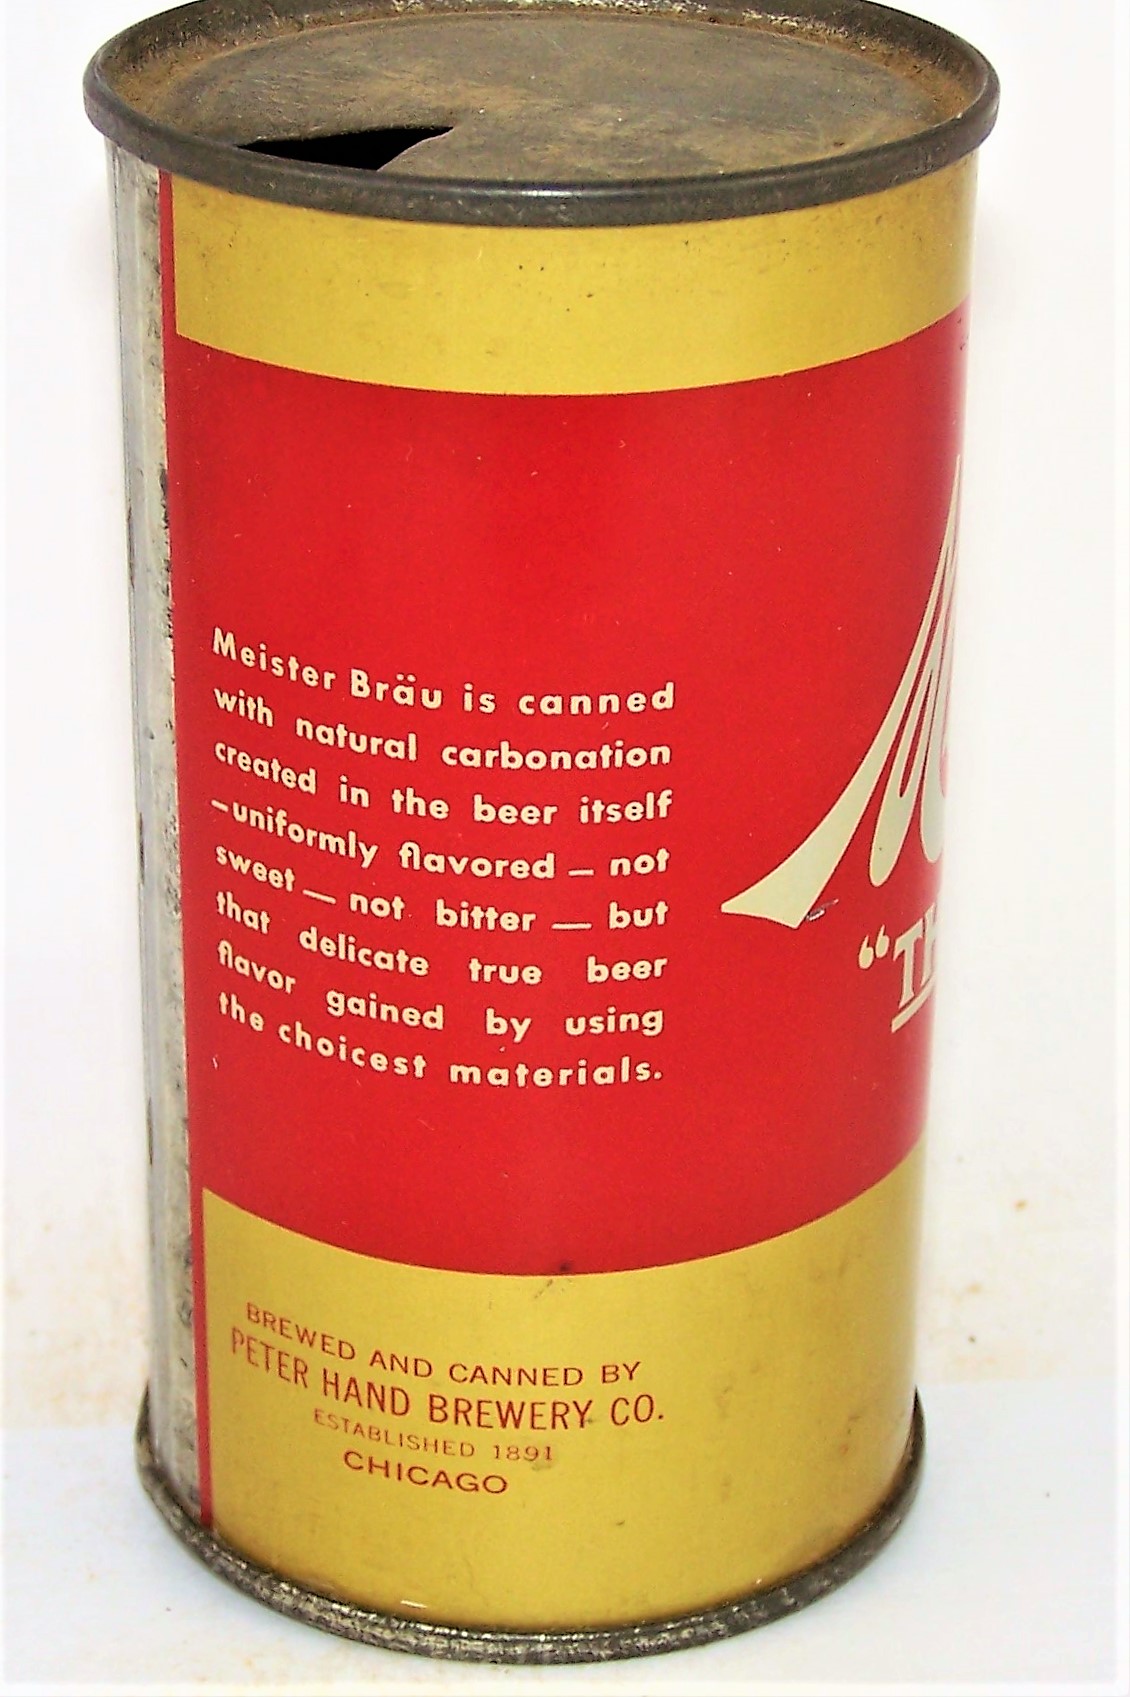 Meister Bräu is canned
with natural carbonation
created in the beer itself
–uniformly flavored – not
sweet — not bitter — but
that delicate true beer
flavor gained by using
the choicest materials.
BREWED AND CANNED BY
PETER HAND BREWERY CO.
ESTABLISHED 1891
CHICAGO